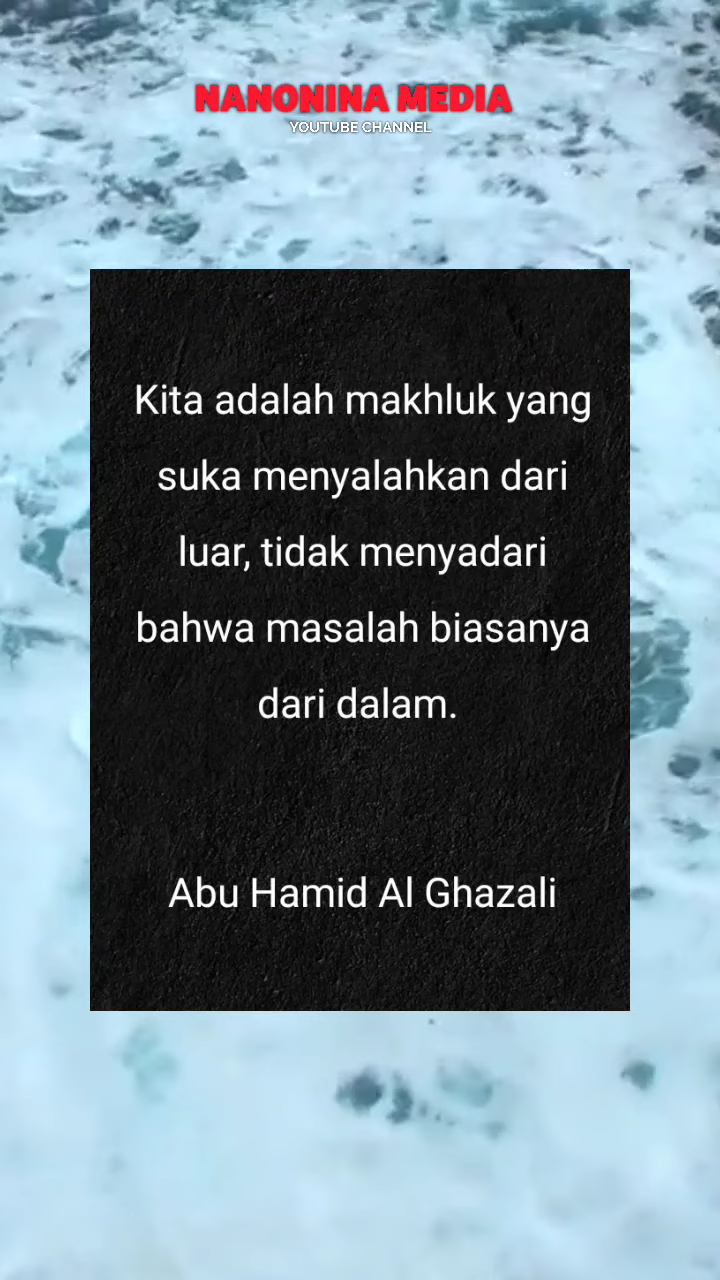 NANONINA MEDIA
YOUTUBE CHANNEL
Kita adalah makhluk yang
suka menyalahkan dari
luar, tidak menyadari
bahwa masalah biasanya
dari dalam.
Abu Hamid Al Ghazali